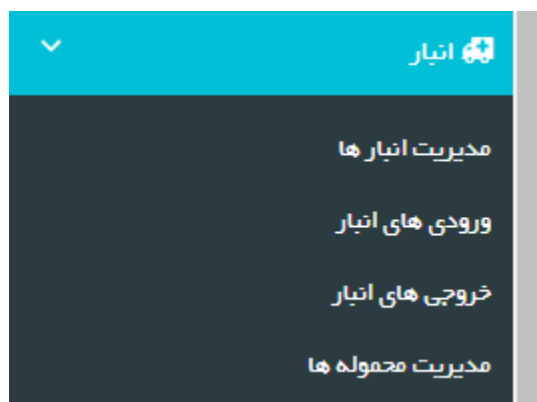 انبار
مدیریت انبار ها
ورودی های انبار
خروجی های انبار
مدیریت محموله ها